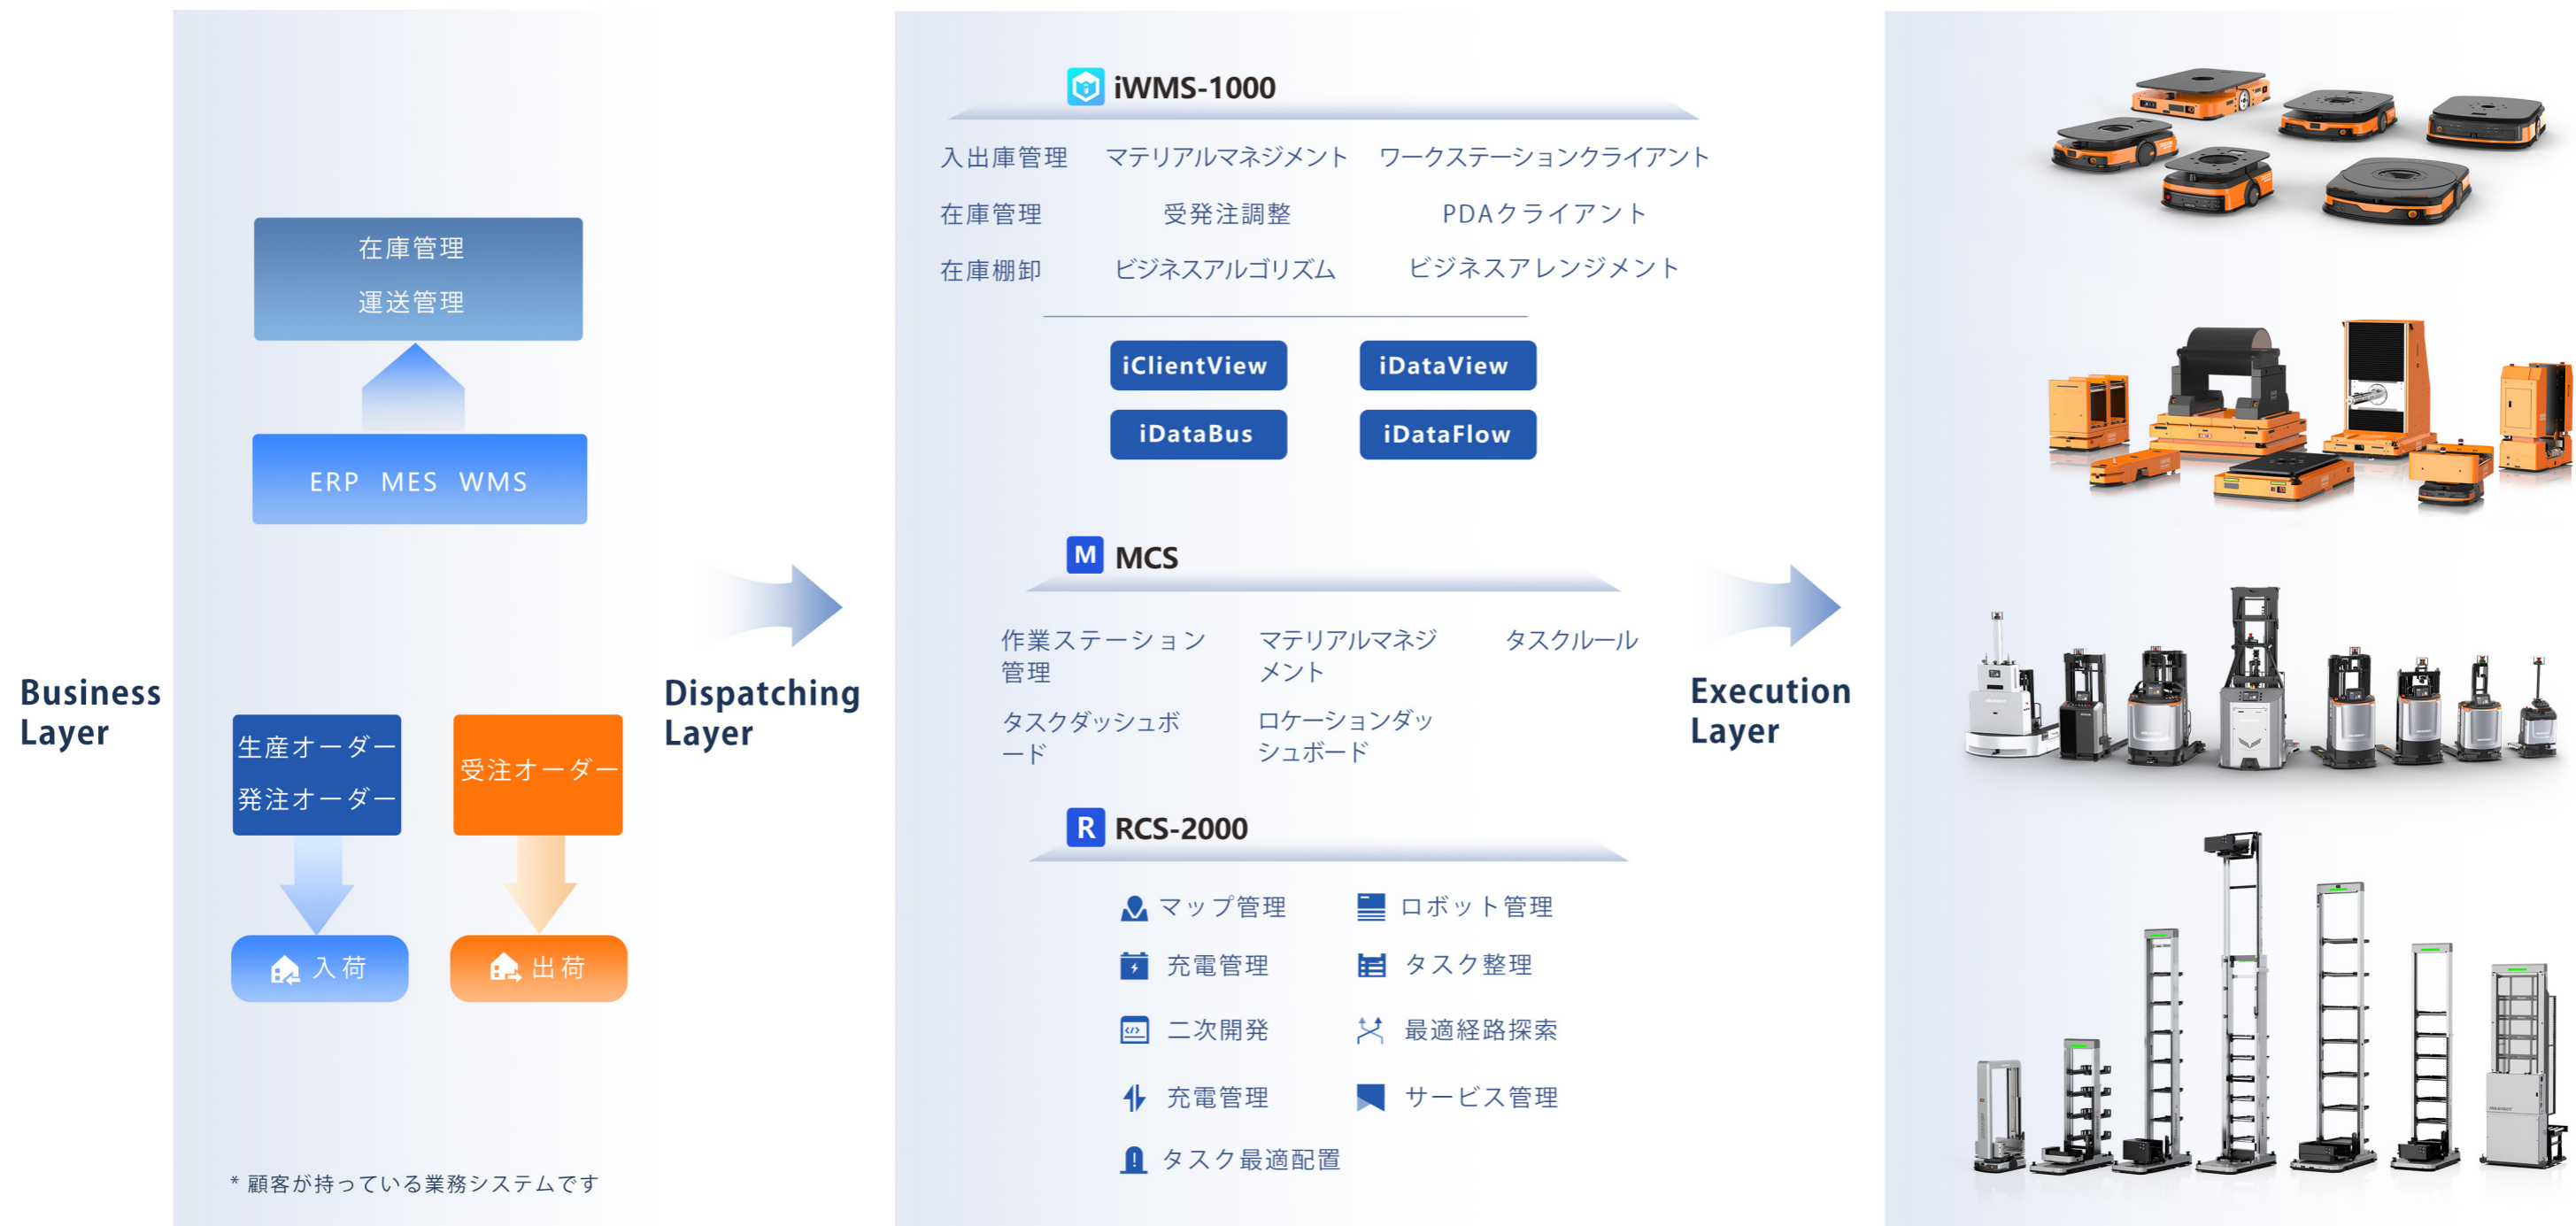 Business
Layer
在庫管理
運送管理
ERP MES WMS
生産オーダー
発注オーダー
受注オーダー
入荷
出荷
* 顧客が持っている業務システムです
Dispatching
Layer
iWMS-1000
入出庫管理 マテリアルマネジメント ワークステーションクライアント
在庫管理 受発注調整 PDAクライアント
在庫棚卸 ビジネスアルゴリズム ビジネスアレンジメント
iClientView iDataView
iDataBus iDataFlow
M MCS
作業ステーション
管理
マテリアルマネジ
メント
タスクルール
タスクダッシュボ
ード
ロケーションダッ
シュボード
R RCS-2000
マップ管理 ロボット管理
充電管理 タスク整理
二次開発 最適経路探索
充電管理 サービス管理
タスク最適配置
Execution
Layer